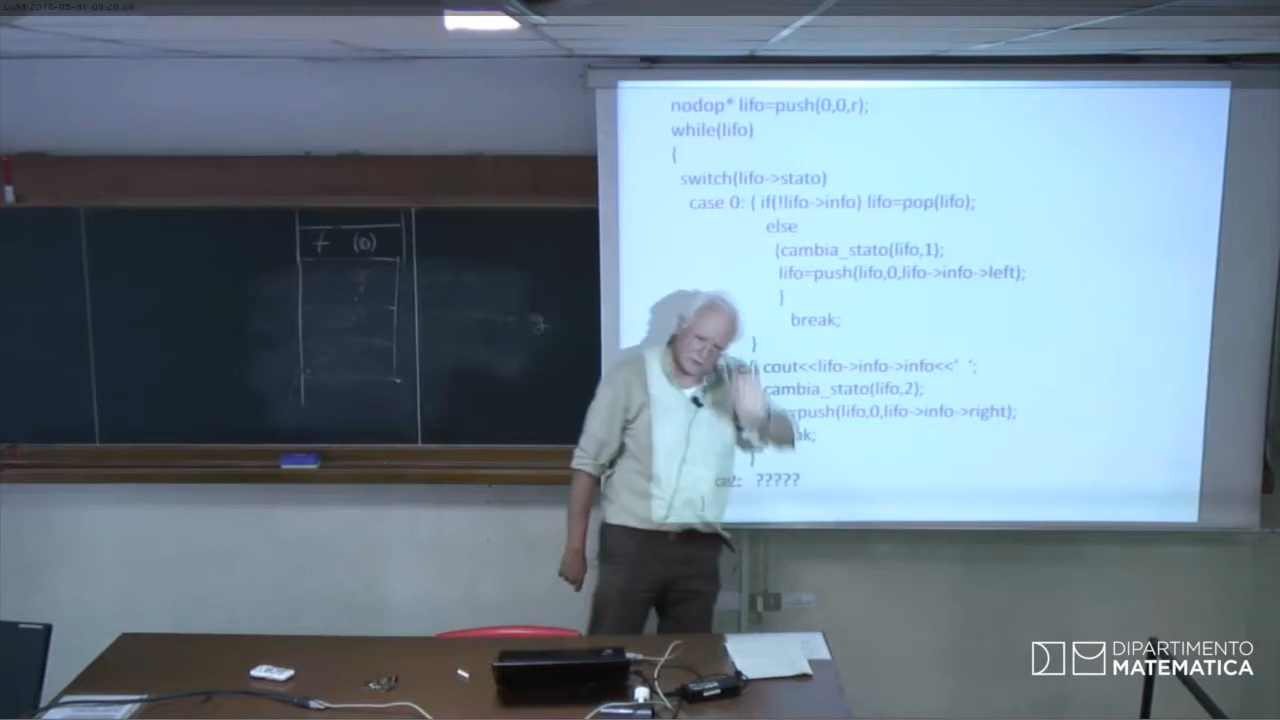 nodop* lifo=push(0,0,r);
while(lifo)
{
switch(lifo->stato)
case 0: { if(!lifo->info) lifo=pop(lifo);
else
{cambia_stato(lifo,1);
lifo=push(lifo,0,lifo->info->left);
}
break;
}
cout<<lifo->info->info<<' ';
cambia_stato(lifo,2);
=push(lifo,0,lifo->info->right);
ak;
}
?????
}
+ (0)
DIPARTIMENTO
MATEMATICA